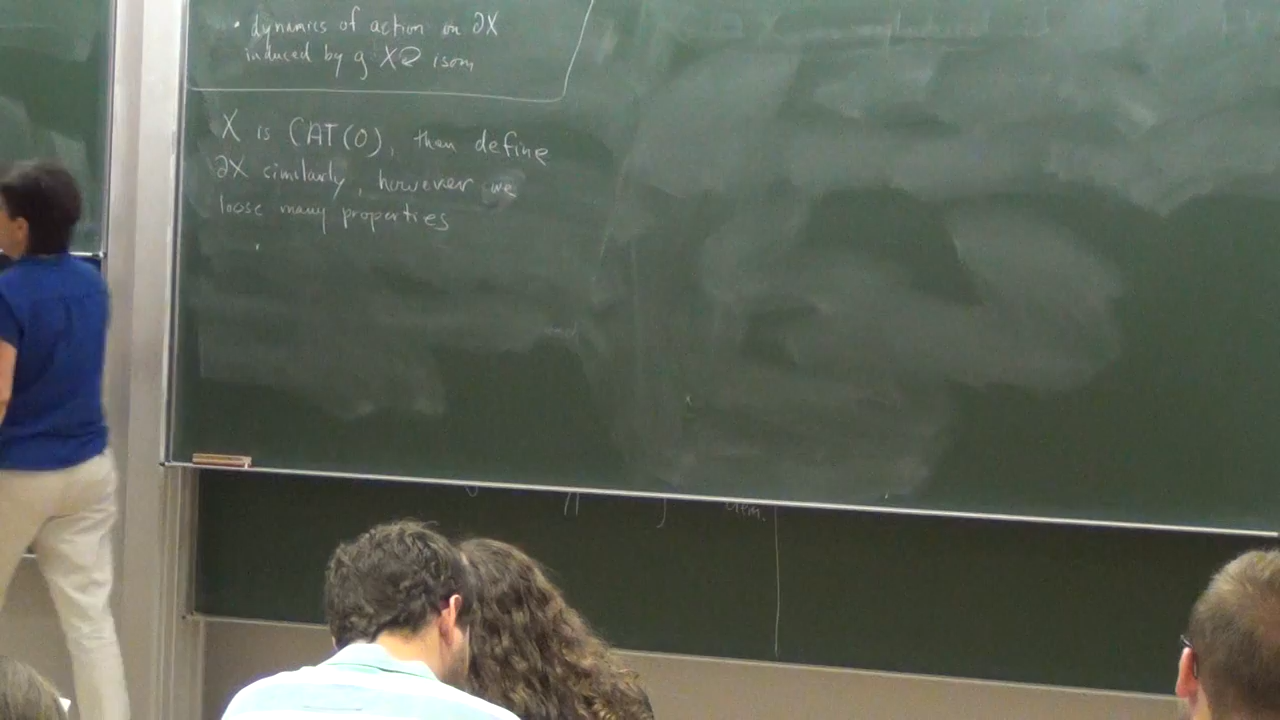 • dynamics of action on ∂X
induced by g X⟲ isom,
X is CAT(0), then define
∂X similarly, however we
loose many properties